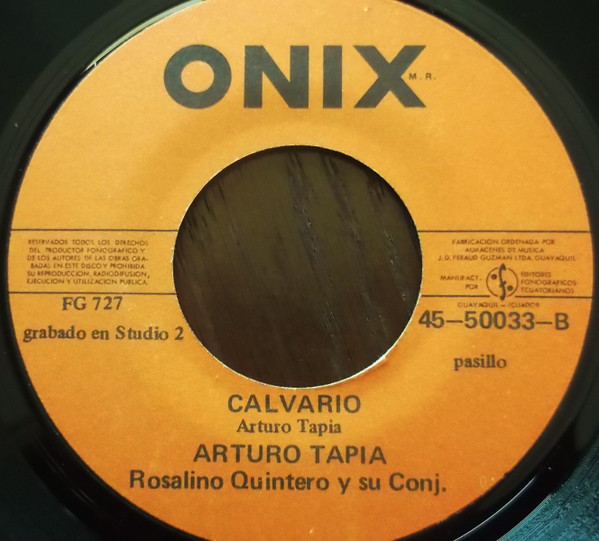 ONIX
M.R.
RESERVADOS TODOS LOS DERECHOS
DEL PRODUCTOR FONOGRAFICO Y
DE LOS AUTORES DE LAS OBRAS GRA-
BADAS EN ESTE DISCO Y PROHIBIDA
SU REPRODUCCION, RADIODIFUSION,
EJECUCION Y UTILIZACION PUBLICA.
FABRICACION ORDENADA POR
ALMACENES DE MUSICA
J.D. FERAUD GUZMAN LTDA. GUAYAQUIL
MANUFACT.
POR
EDITORES
FONOGRAFICOS
ECUATORIANOS
GUAYAQUIL - ECUADOR
FG 727
grabado en Studio 2
45-50033-B
pasillo
CALVARIO
Arturo Tapia
ARTURO TAPIA
Rosalino Quintero y su Conj.